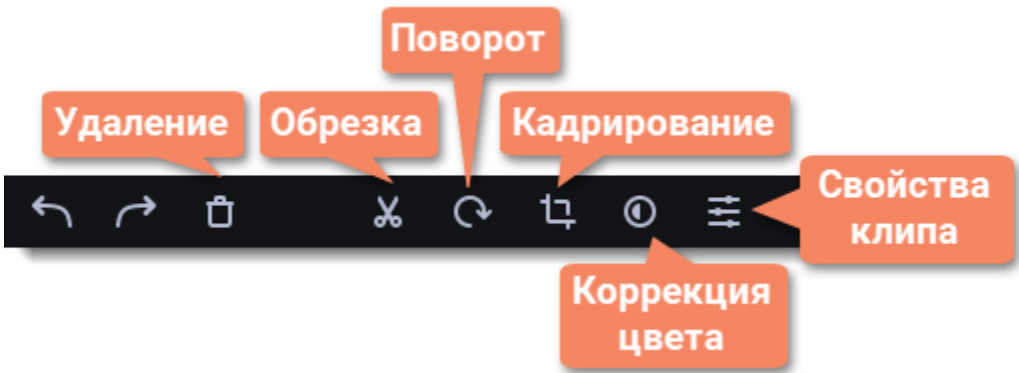 Поворот
Удаление
Обрезка
Кадрирование
Свойства
клипа
Коррекция
цвета